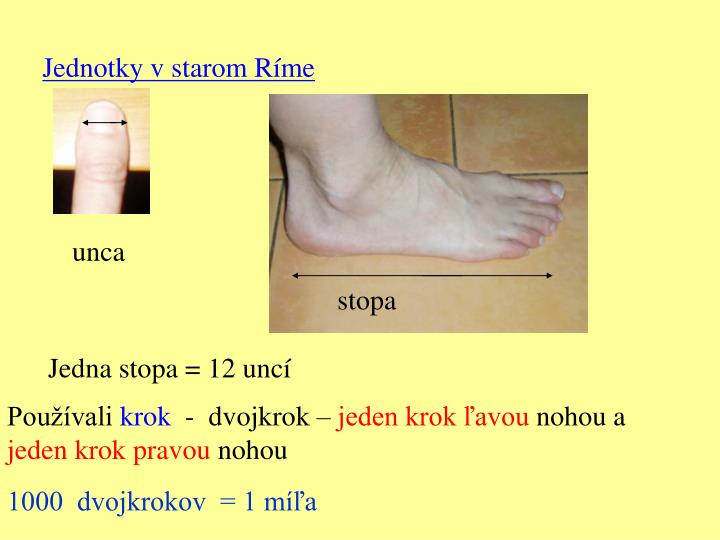 Jednotky v starom Ríme
unca
stopa
Jedna stopa = 12 uncí
Používali krok  -  dvojkrok – jeden krok ľavou nohou a
jeden krok pravou nohou
1000  dvojkrokov  = 1 míľa